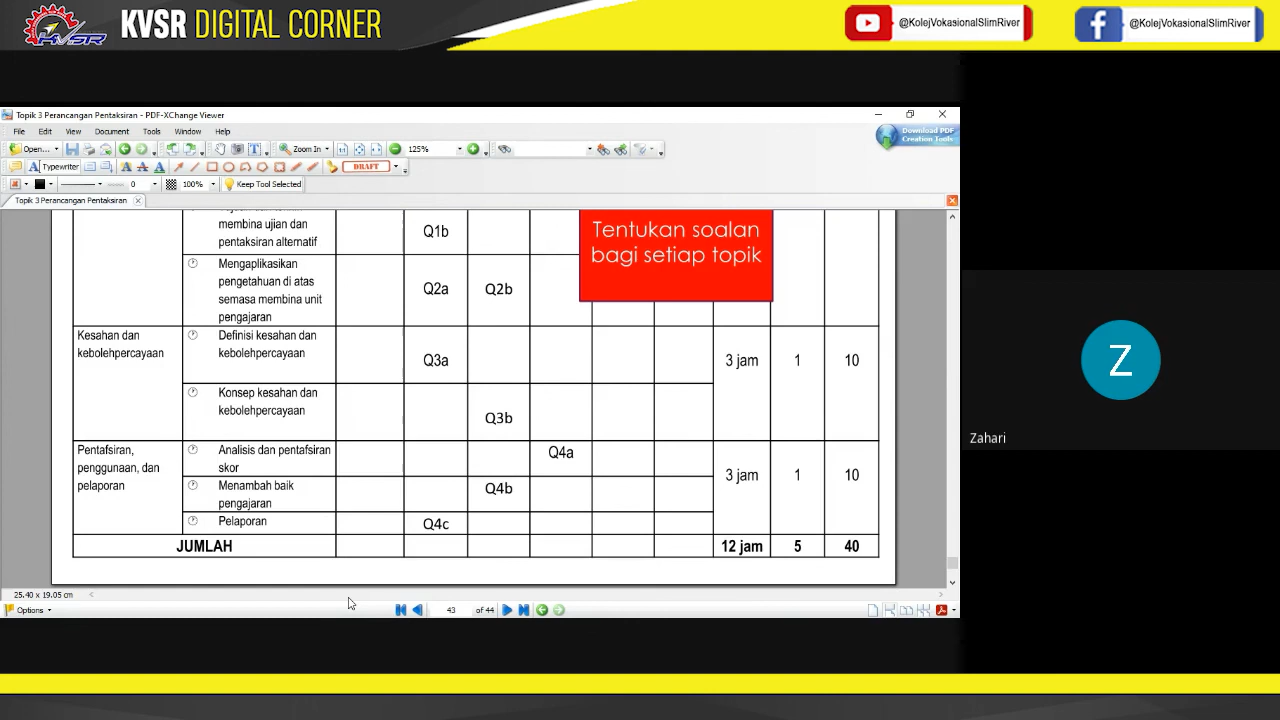 KVSR DIGITAL CORNER
@KolejVokasionalSlimRiver
@KolejVokasionalSlimRiver
KVSR
Topik 3 Perancangan Pentaksiran - PDF-XChange Viewer
File Edit View Document Tools Window Help
Open... Zoom In 125%
Download PDF
Creation Tools
Typewriter DRAFT
0 100% Keep Tool Selected
Topik 3 Perancangan Pentaksiran
membina ujian dan
pentaksiran alternatif
Q1b
Tentukan soalan
bagi setiap topik
Mengaplikasikan
pengetahuan di atas
semasa membina unit
pengajaran
Q2a Q2b
Kesahan dan
kebolehpercayaan
Definisi kesahan dan
kebolehpercayaan
Q3a
3 jam 1 10
Konsep kesahan dan
kebolehpercayaan
Q3b
Pentafsiran,
penggunaan, dan
pelaporan
Analisis dan pentafsiran
skor
Q4a
3 jam 1 10
Menambah baik
pengajaran
Q4b
Pelaporan
Q4c
JUMLAH 12 jam 5 40
25.40 x 19.05 cm
Options 43 of 44
Z
Zahari